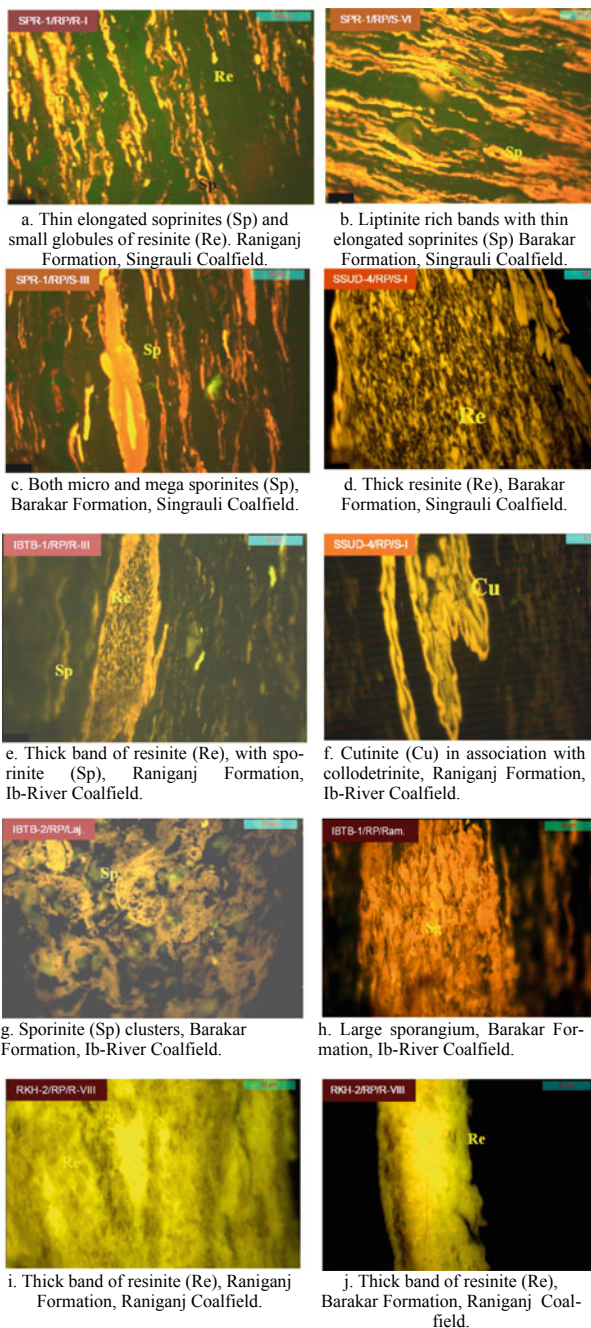 SPR-1/RP/R-I
Re
Sp
Sp
a. Thin elongated soprinites (Sp) and
small globules of resinite (Re). Raniganj
Formation, Singrauli Coalfield.
SPR-1/RP/S-VI
Sp
b. Liptinite rich bands with thin
elongated soprinites (Sp) Barakar
Formation, Singrauli Coalfield.
SPR-1/RP/S-III
Sp
c. Both micro and mega sporinites (Sp),
Barakar Formation, Singrauli Coalfield.
SSUD-4/RP/S-I
Re
d. Thick resinite (Re), Barakar
Formation, Singrauli Coalfield.
IBTB-1/RP/R-III
Re
Sp
e. Thick band of resinite (Re), with spo-
rinite (Sp), Raniganj Formation,
Ib-River Coalfield.
SSUD-4/RP/S-I
Cu
f. Cutinite (Cu) in association with
collodetrinite, Raniganj Formation,
Ib-River Coalfield.
IBTB-2/RP/Laj.
Sp
g. Sporinite (Sp) clusters, Barakar
Formation, Ib-River Coalfield.
IBTB-1/RP/Ram.
Sg
h. Large sporangium, Barakar For-
mation, Ib-River Coalfield.
RKH-2/RP/R-VIII
Re
i. Thick band of resinite (Re), Raniganj
Formation, Raniganj Coalfield.
RKH-2/RP/R-VIII
Re
j. Thick band of resinite (Re),
Barakar Formation, Raniganj Coal-
field.